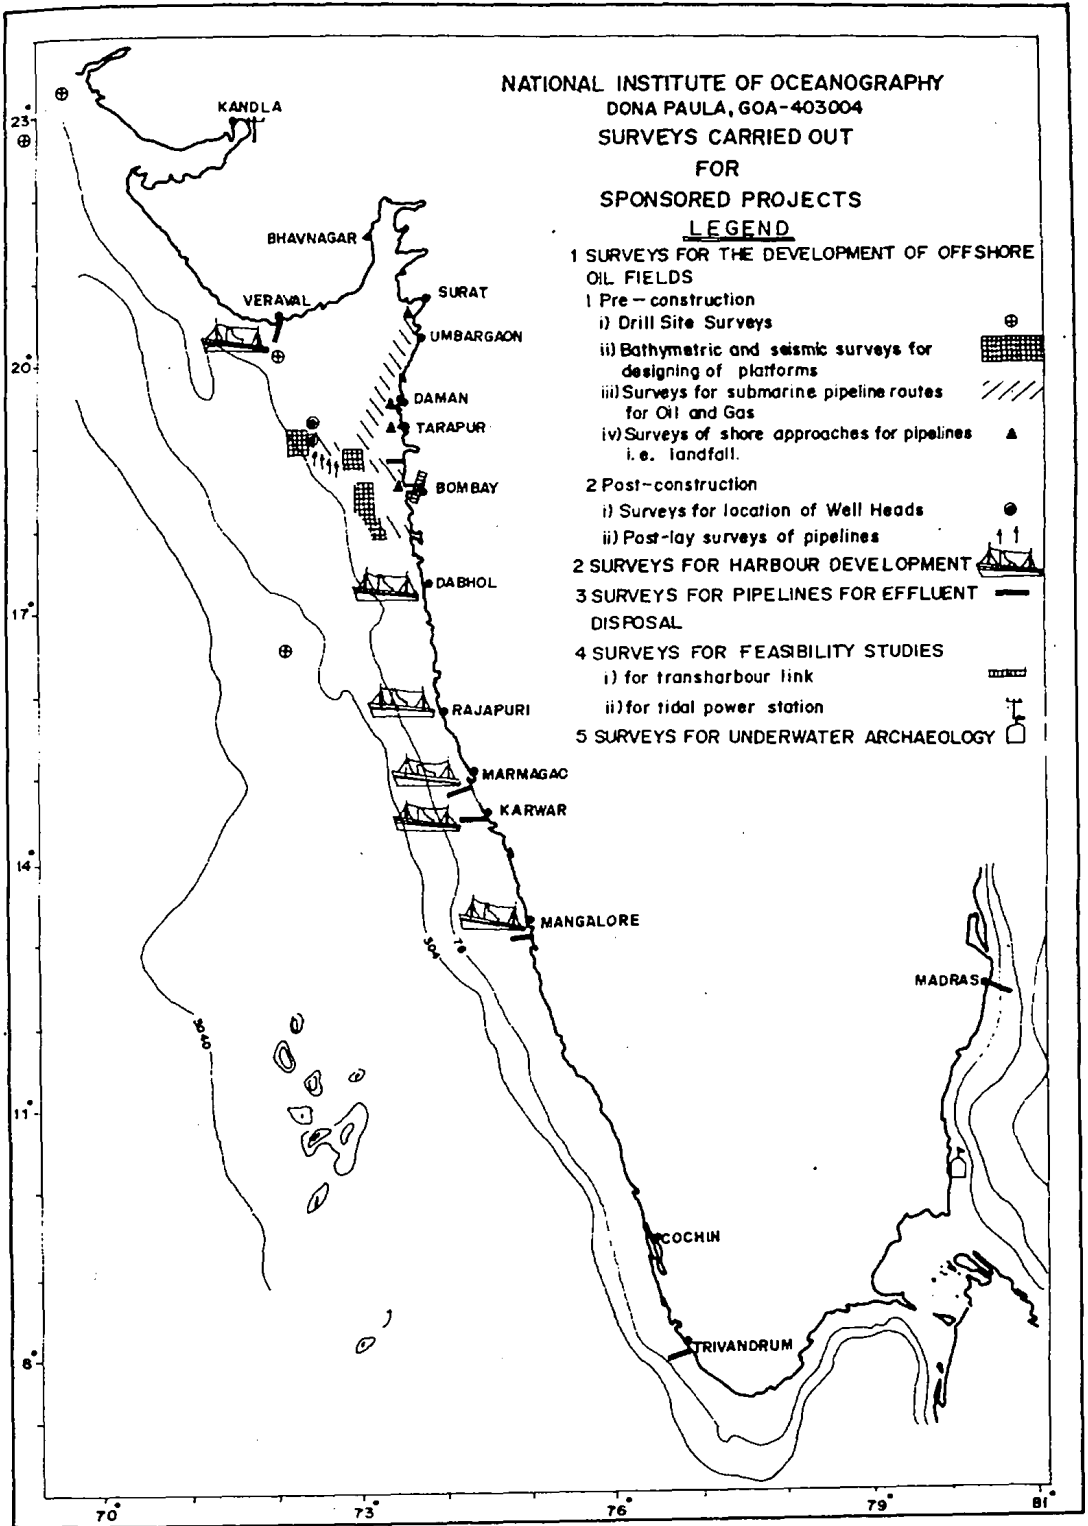 NATIONAL INSTITUTE OF OCEANOGRAPHY
DONA PAULA, GOA-403004
SURVEYS CARRIED OUT
FOR
SPONSORED PROJECTS
LEGEND
1 SURVEYS FOR THE DEVELOPMENT OF OFFSHORE
OIL FIELDS
1 Pre-construction
i) Drill Site Surveys
ii) Bathymetric and seismic surveys for
designing of platforms
iii) Surveys for submarine pipeline routes
for Oil and Gas
iv) Surveys of shore approaches for pipelines
i.e. landfall.
2 Post-construction
i) Surveys for location of Well Heads
ii) Post-lay surveys of pipelines
2 SURVEYS FOR HARBOUR DEVELOPMENT
3 SURVEYS FOR PIPELINES FOR EFFLUENT
DISPOSAL
4 SURVEYS FOR FEASIBILITY STUDIES
i) for transharbour link
ii) for tidal power station
5 SURVEYS FOR UNDERWATER ARCHAEOLOGY
KANDLA
BHAVNAGAR
VERAVAL
SURAT
UMBARGAON
DAMAN
TARAPUR
BOMBAY
DABHOL
RAJAPURI
MARMAGAO
KARWAR
MANGALORE
MADRAS
COCHIN
TRIVANDRUM
304
76
3040
23°
20°
17°
14°
11°
8°
70°
73°
76°
79°
81°